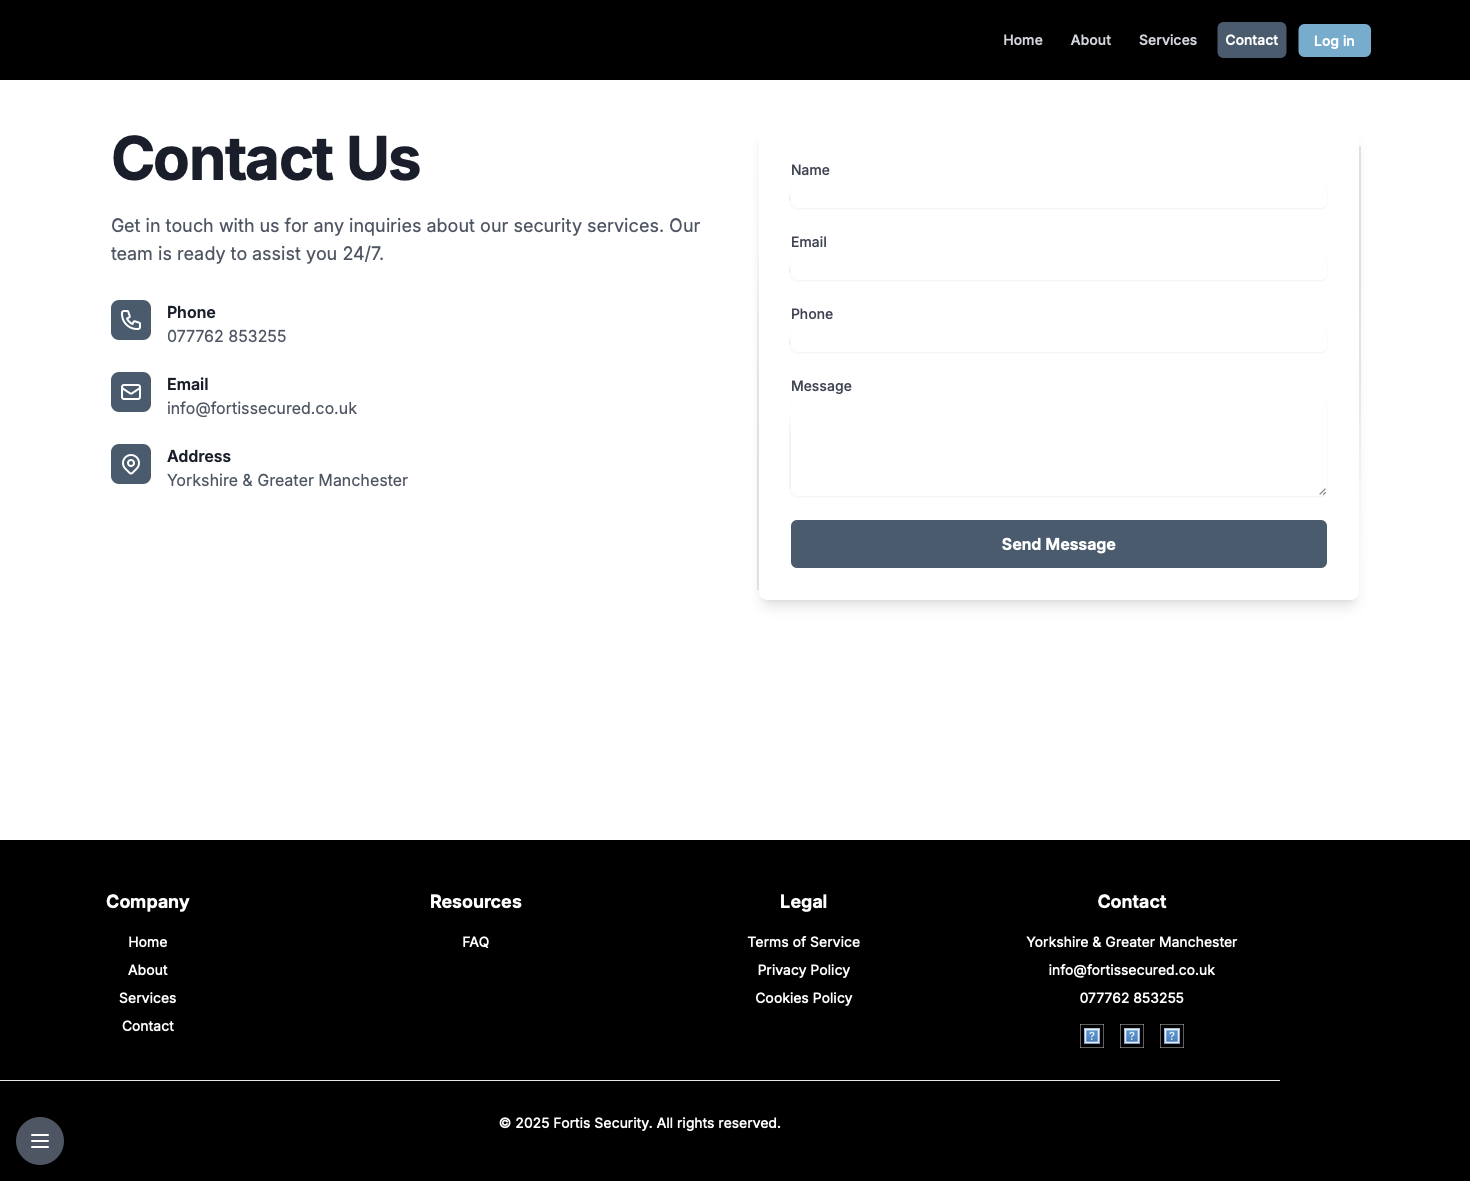 Home
About
Services
Contact
Log in
Contact Us
Get in touch with us for any inquiries about our security services. Our
team is ready to assist you 24/7.
Phone
077762 853255
Email
info@fortissecured.co.uk
Address
Yorkshire & Greater Manchester
Name
Email
Phone
Message
Send Message
Company
Home
About
Services
Contact
Resources
FAQ
Legal
Terms of Service
Privacy Policy
Cookies Policy
Contact
Yorkshire & Greater Manchester
info@fortissecured.co.uk
077762 853255
© 2025 Fortis Security. All rights reserved.